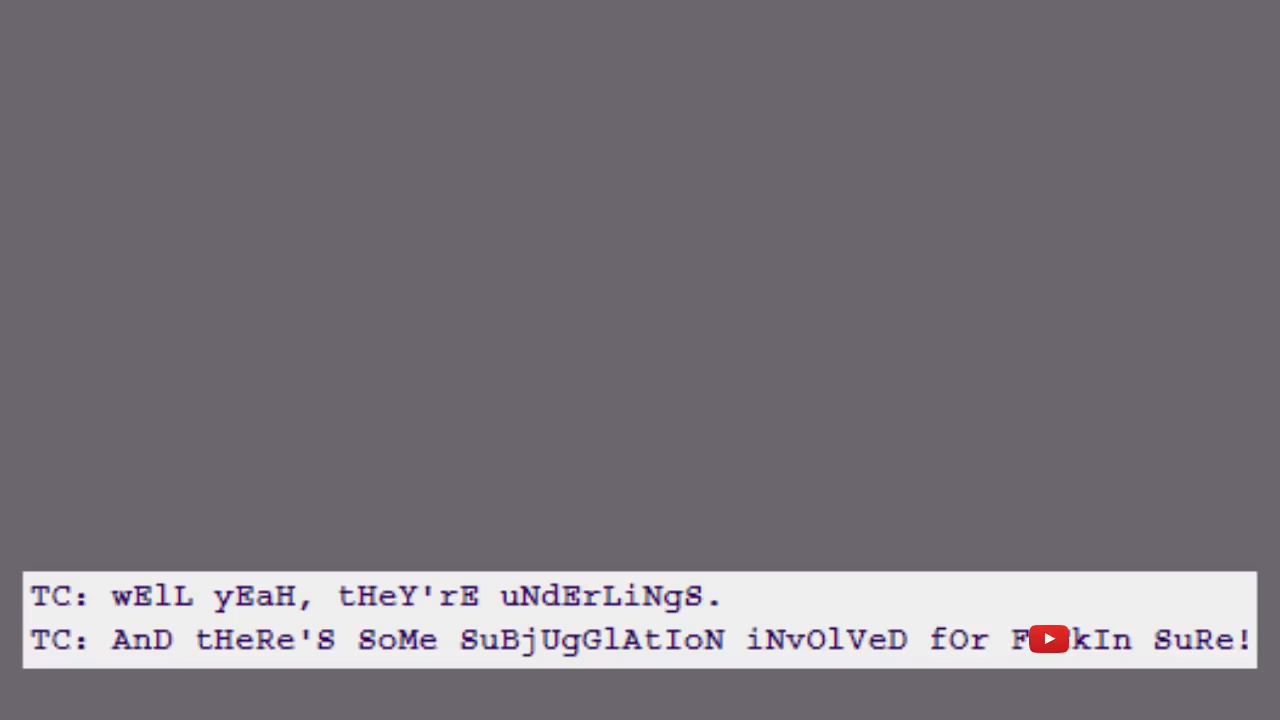 TC: wElL yEaH, tHeY'rE uNdErLiNgS.
TC: AnD tHeRe'S SoMe SuBjUgGlAtIoN iNvOlVeD fOr SuRe!